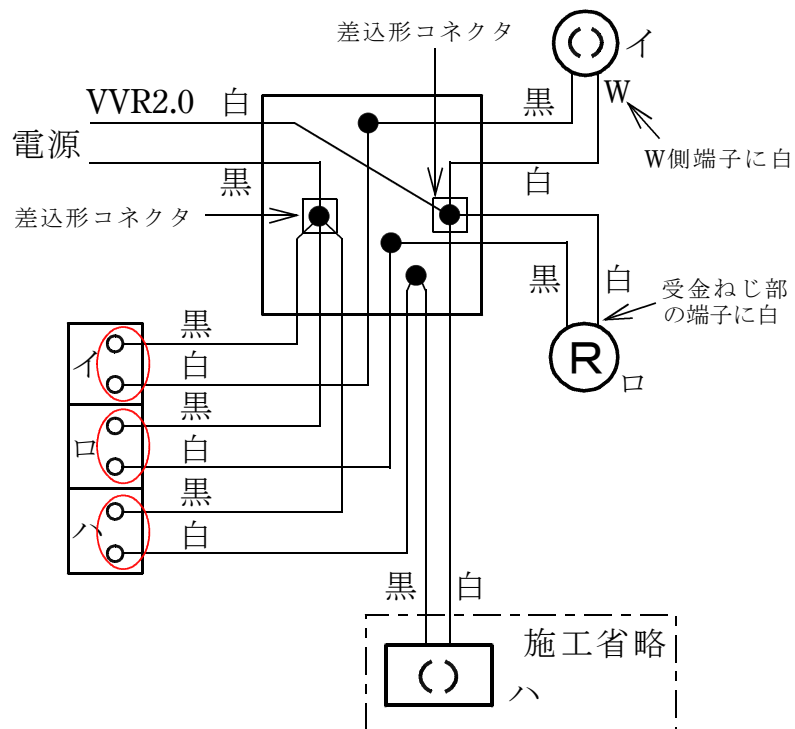 差込形コネクタ
イ
VVR2.0 白
黒
W
電源
W側端子に白
黒
白
差込形コネクタ
黒
白
受金ねじ部
の端子に白
R
ロ
黒
イ
白
黒
ロ
白
黒
ハ
白
黒
白
施工省略
ハ